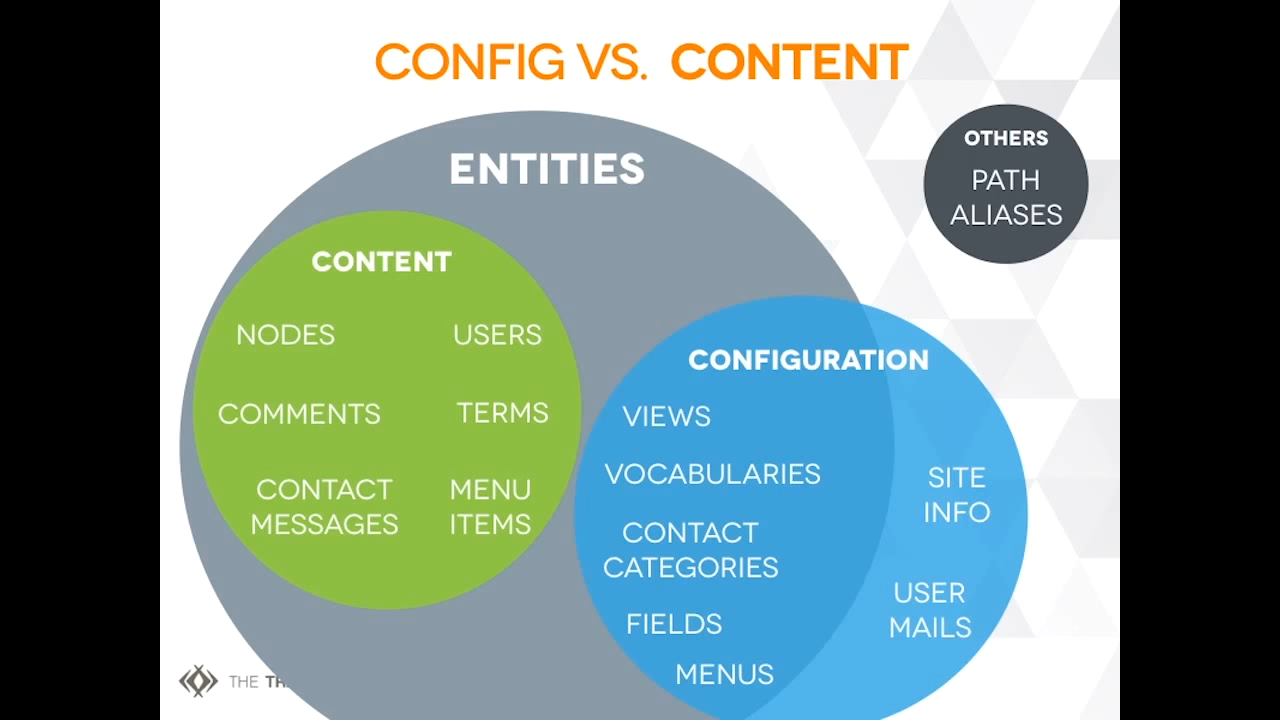 CONFIG VS. CONTENT
OTHERS
PATH
ALIASES
ENTITIES
CONTENT
NODES
USERS
COMMENTS
TERMS
CONTACT
MESSAGES
MENU
ITEMS
CONFIGURATION
VIEWS
VOCABULARIES
CONTACT
CATEGORIES
FIELDS
MENUS
SITE
INFO
USER
MAILS
THE